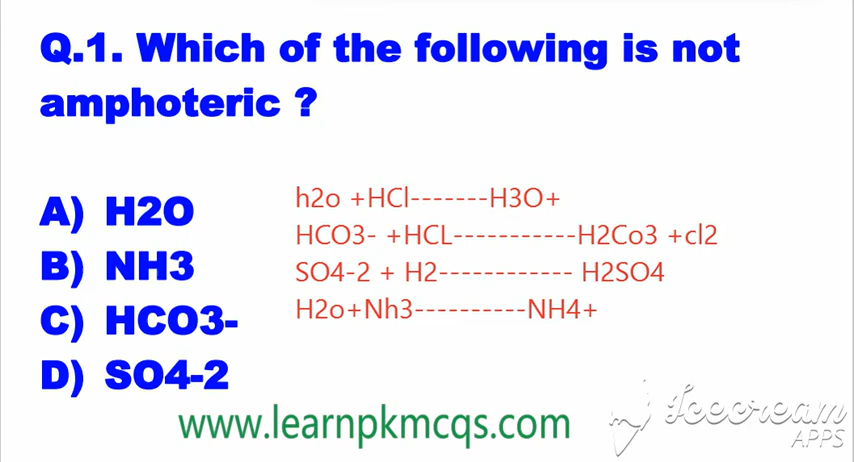 Q.1. Which of the following is not
amphoteric ?
A) H2O
B) NH3
C) HCO3-
D) SO4-2
h2o +HCl-------H3O+
HCO3- +HCL-----------H2Co3 +cl2
SO4-2 + H2------------ H2SO4
H2o+Nh3----------NH4+
www.learnpkmcqs.com
Icecream
APPS